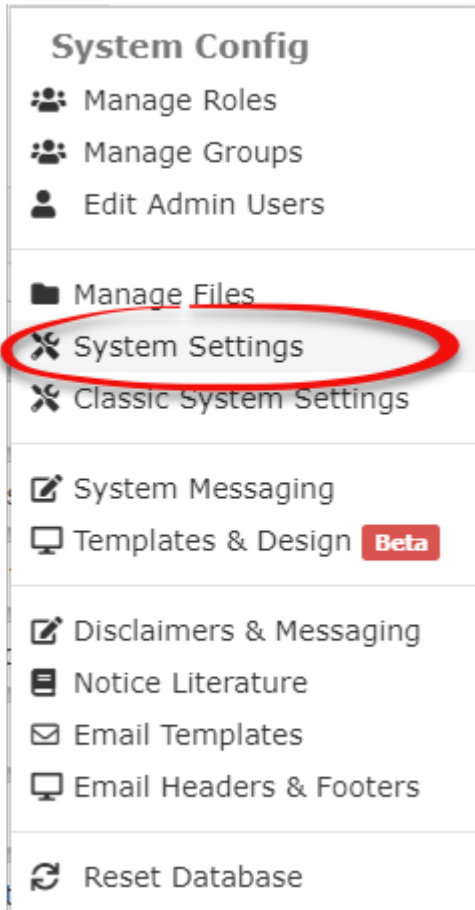 System Config
Manage Roles
Manage Groups
Edit Admin Users
Manage Files
System Settings
Classic System Settings
System Messaging
Templates & Design Beta
Disclaimers & Messaging
Notice Literature
Email Templates
Email Headers & Footers
Reset Database